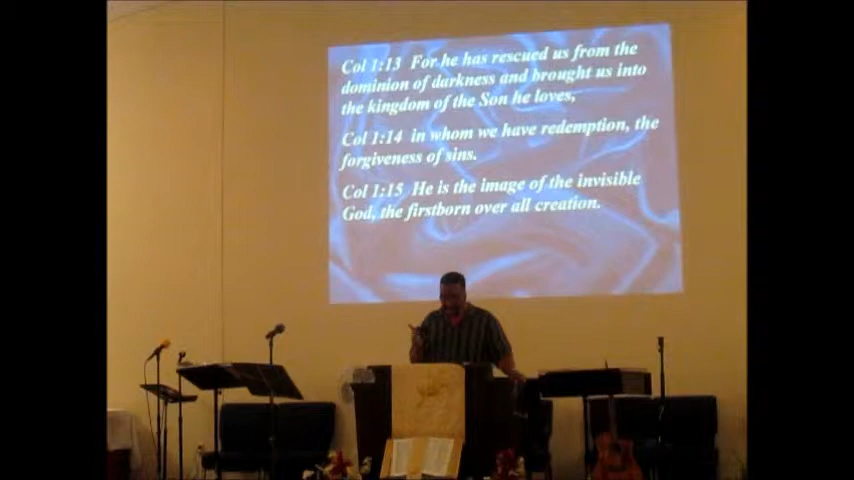 Col 1:13 For he has rescued us from the
dominion of darkness and brought us into
the kingdom of the Son he loves,
Col 1:14 in whom we have redemption, the
forgiveness of sins.
Col 1:15 He is the image of the invisible
God, the firstborn over all creation.